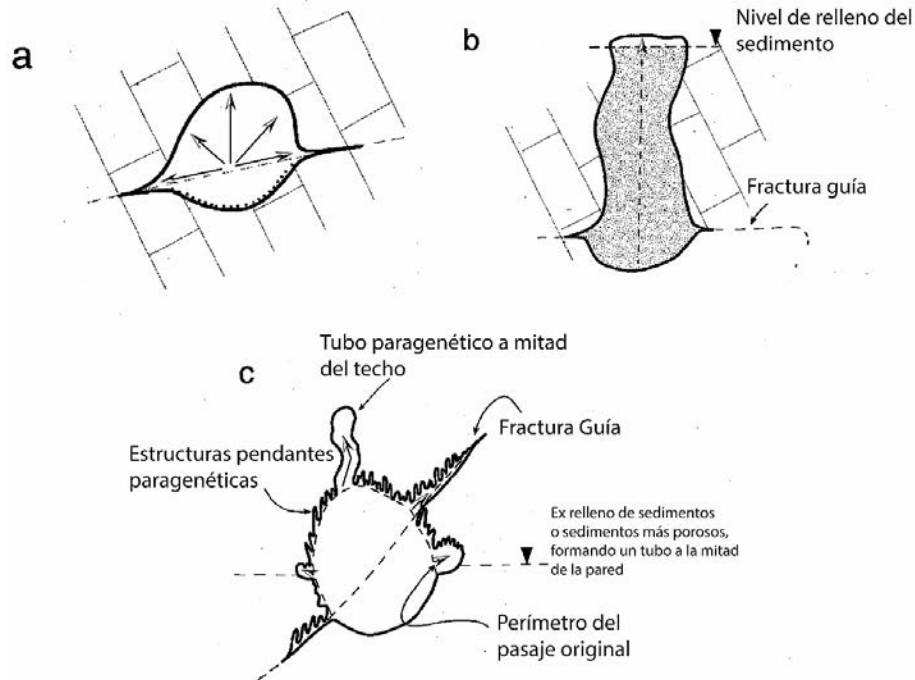 a
b
Nivel de relleno del
sedimento
Fractura guía
c
Tubo paragenético a mitad
del techo
Estructuras pendantes
paragenéticas
Fractura Guía
Ex relleno de sedimentos
o sedimentos más porosos,
formando un tubo a la mitad
de la pared
Perímetro del
pasaje original